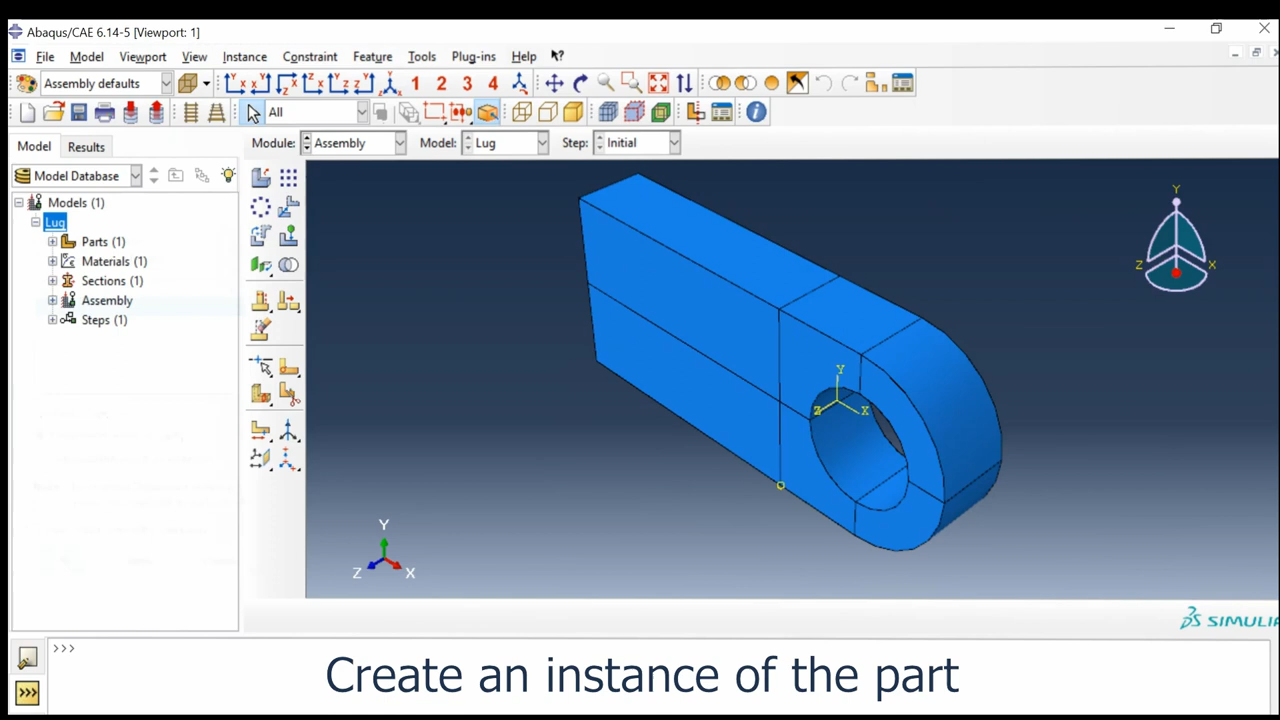 Abaqus/CAE 6.14-5 [Viewport: 1]
File Model Viewport View Instance Constraint Feature Tools Plug-ins Help
Assembly defaults
1 2 3 4
All
Model Results
Module: Assembly Model: Lug Step: Initial
Model Database
Models (1)
Lug
Parts (1)
Materials (1)
Sections (1)
Assembly
Steps (1)
Y
Z X
Y
Z X
Y
Z X
SIMULIA
>>>
Create an instance of the part